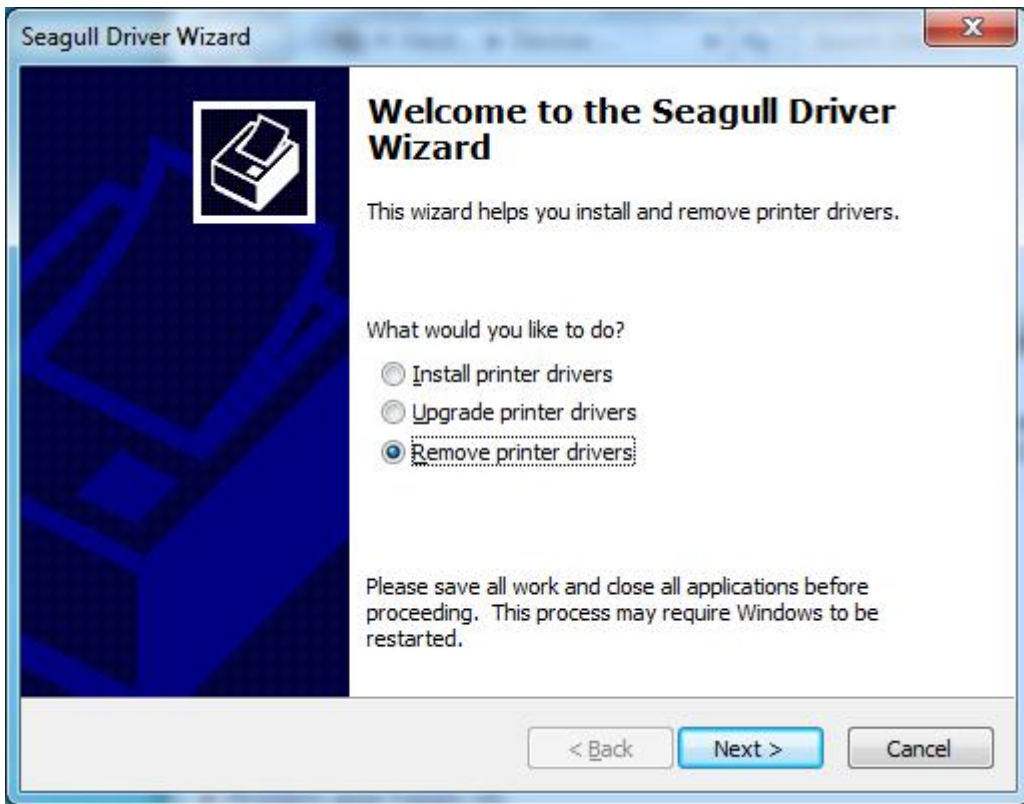 Seagull Driver Wizard
Welcome to the Seagull Driver
Wizard
This wizard helps you install and remove printer drivers.
What would you like to do?
Install printer drivers
Upgrade printer drivers
Remove printer drivers
Please save all work and close all applications before
proceeding.  This process may require Windows to be
restarted.
< Back
Next >
Cancel